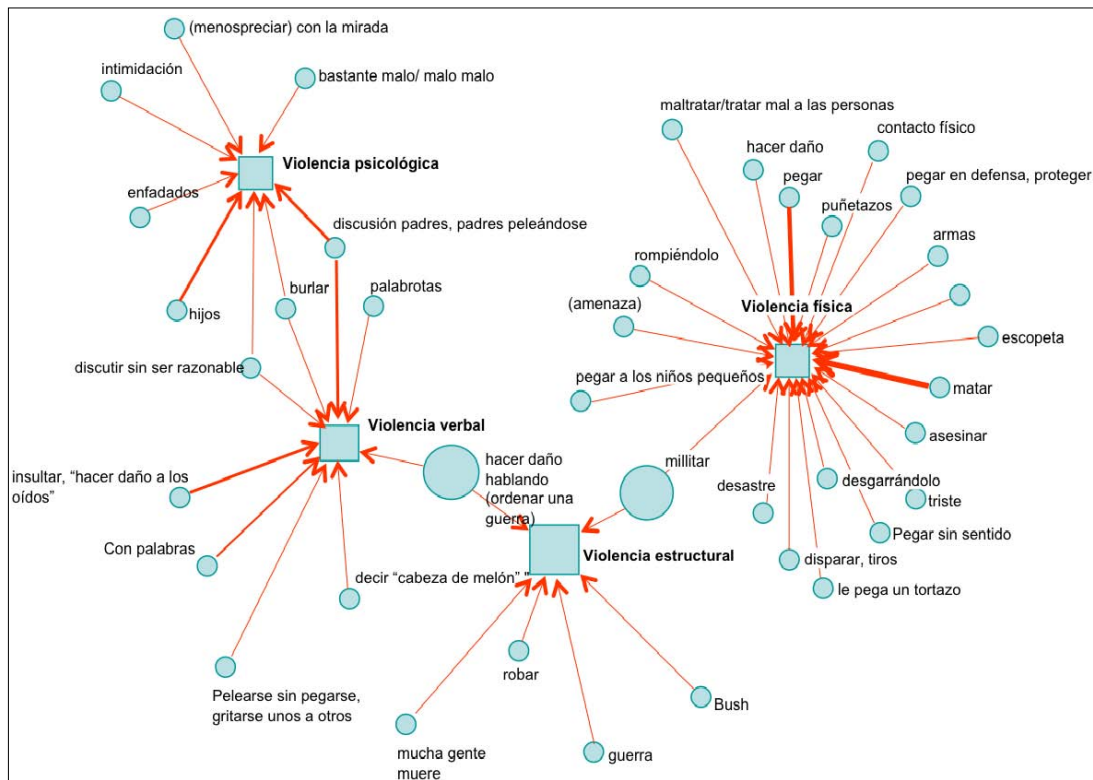 (menospreciar) con la mirada
intimidación
bastante malo/ malo malo
Violencia psicológica
enfadados
discusión padres, padres peleándose
hijos
burlar
palabrotas
discutir sin ser razonable
Violencia verbal
insultar, “hacer daño a los
oídos”
hacer daño
hablando
(ordenar una
guerra)
Con palabras
decir “cabeza de melón” "
Pelearse sin pegarse,
gritarse unos a otros
maltratar/tratar mal a las personas
contacto físico
hacer daño
pegar
pegar en defensa, proteger
puñetazos
armas
rompiéndolo
Violencia física
(amenaza)
escopeta
pegar a los niños pequeños
matar
asesinar
millitar
desgarrándolo
desastre
triste
Pegar sin sentido
disparar, tiros
le pega un tortazo
Violencia estructural
robar
Bush
mucha gente
muere
guerra